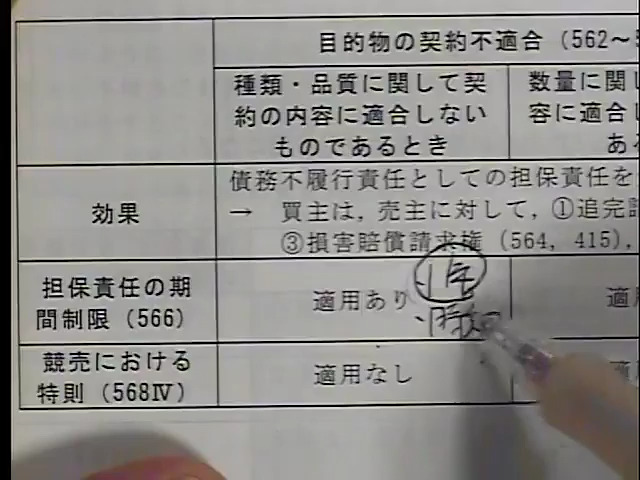 目的物の契約不適合（562～
種類・品質に関して契
約の内容に適合しない
ものであるとき
数量に関し
容に適合し
あ
効果
債務不履行責任としての担保責任を
→ 買主は，売主に対して，①追完請
③損害賠償請求権（564, 415），
担保責任の期
間制限（566）
適用あり
1年
適用
競売における
特則（568Ⅳ）
適用なし